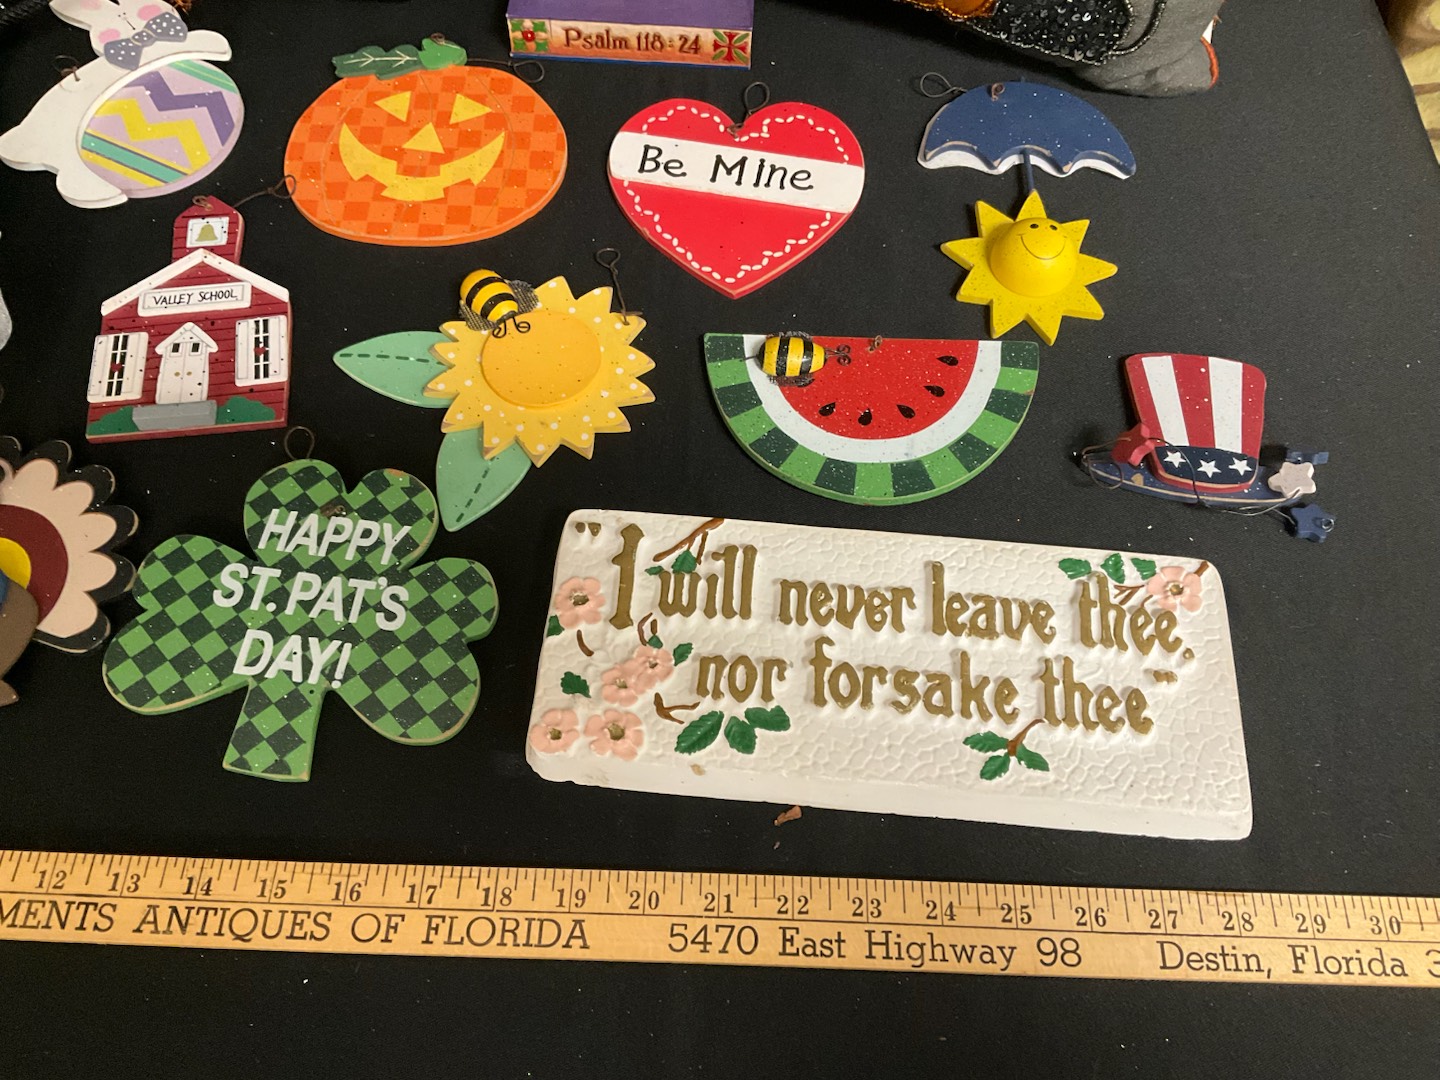 Psalm 118:24
Be Mine
VALLEY SCHOOL
HAPPY
ST. PAT'S
DAY!
"I will never leave thee.
nor forsake thee"
12 13 14 15 16 17 18 19 20 21 22 23 24 25 26 27 28 29 30
MENTS ANTIQUES OF FLORIDA 5470 East Highway 98 Destin, Florida 3